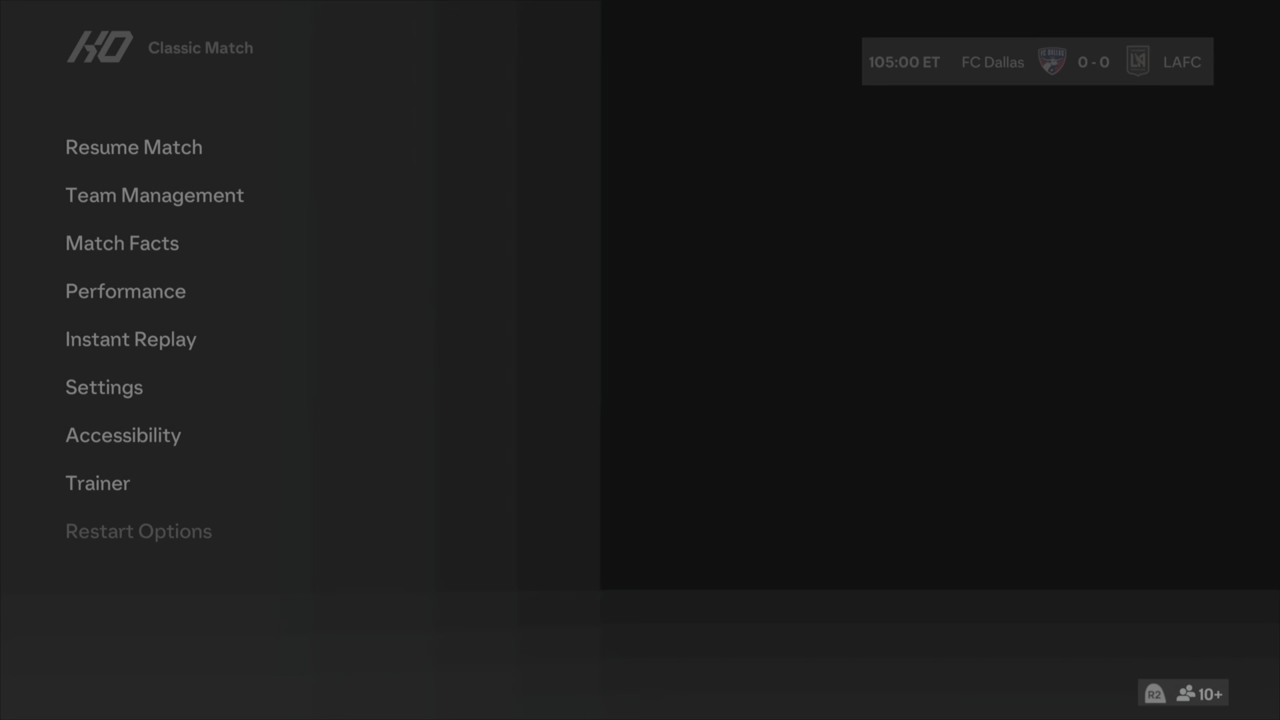 KO Classic Match
105:00 ET FC Dallas 0 - 0 LAFC
Resume Match
Team Management
Match Facts
Performance
Instant Replay
Settings
Accessibility
Trainer
Restart Options
R2 10+